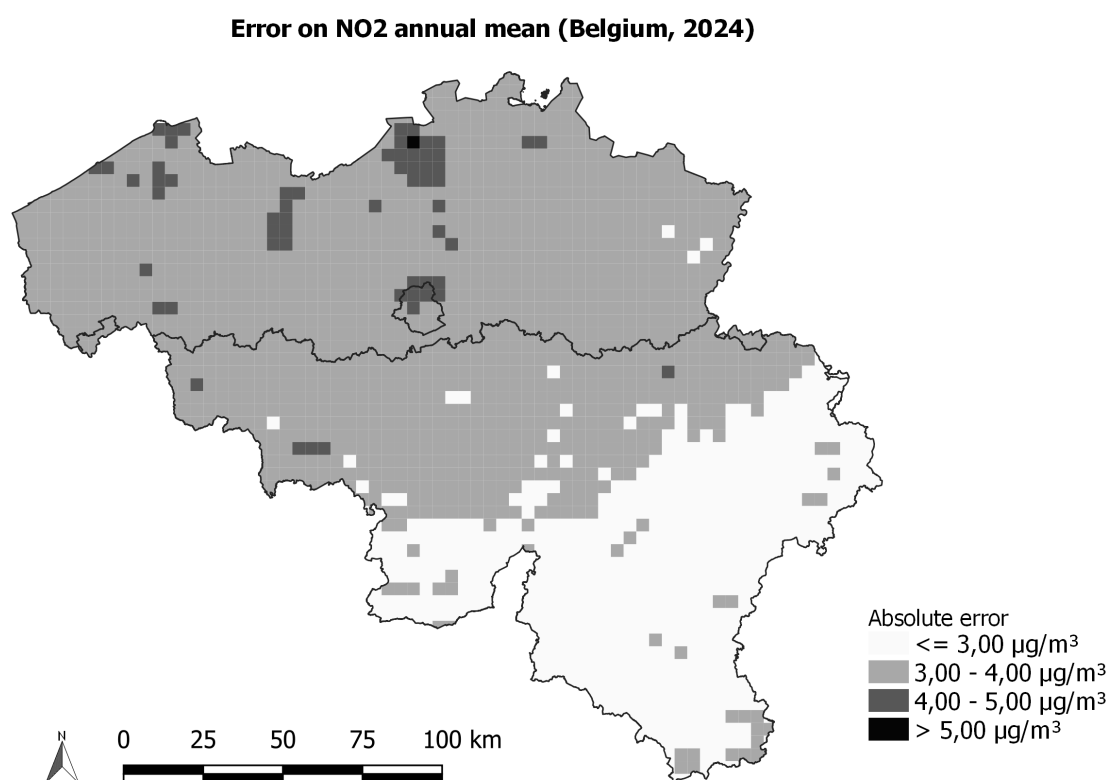 Error on NO2 annual mean (Belgium, 2024)
Absolute error
<= 3,00 µg/m³
3,00 - 4,00 µg/m³
4,00 - 5,00 µg/m³
> 5,00 µg/m³
N
0 25 50 75 100 km